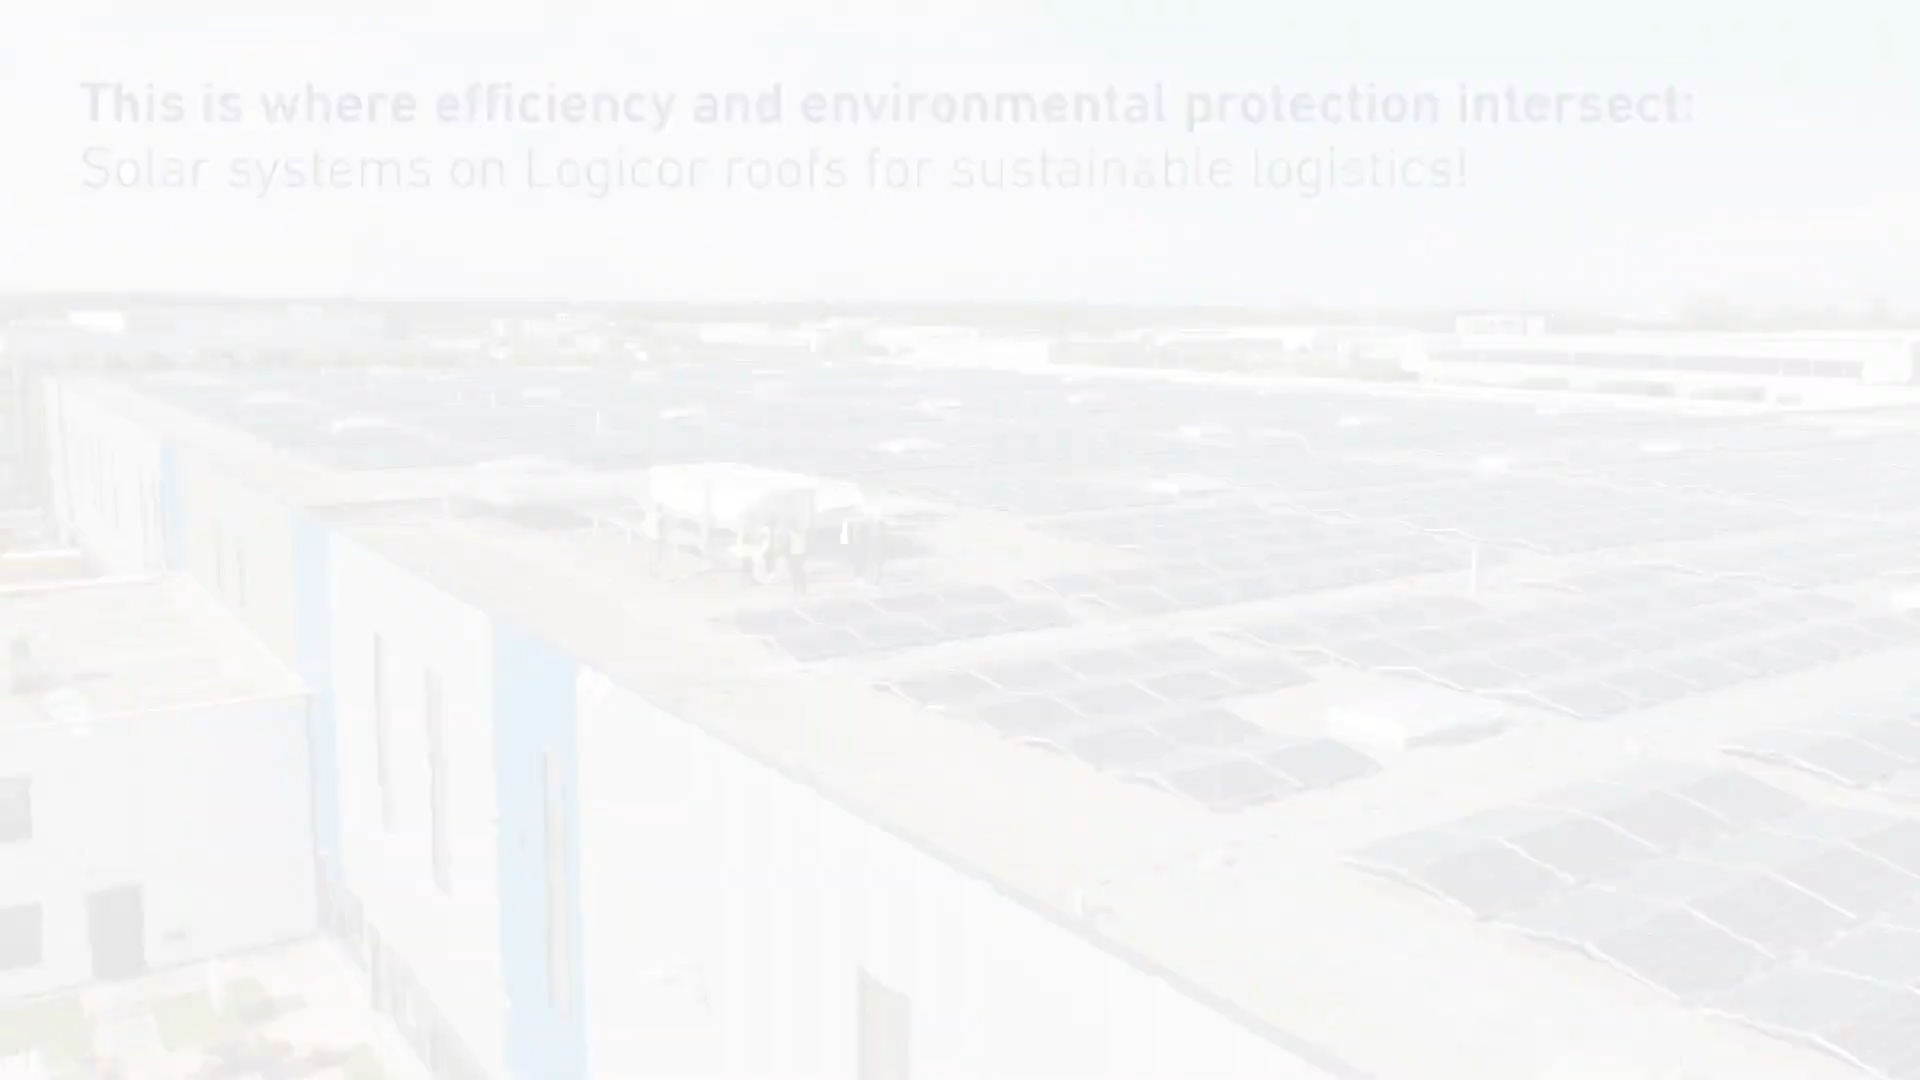 This is where efficiency and environmental protection intersect:
Solar systems on Logicor roofs for sustainable logistics!